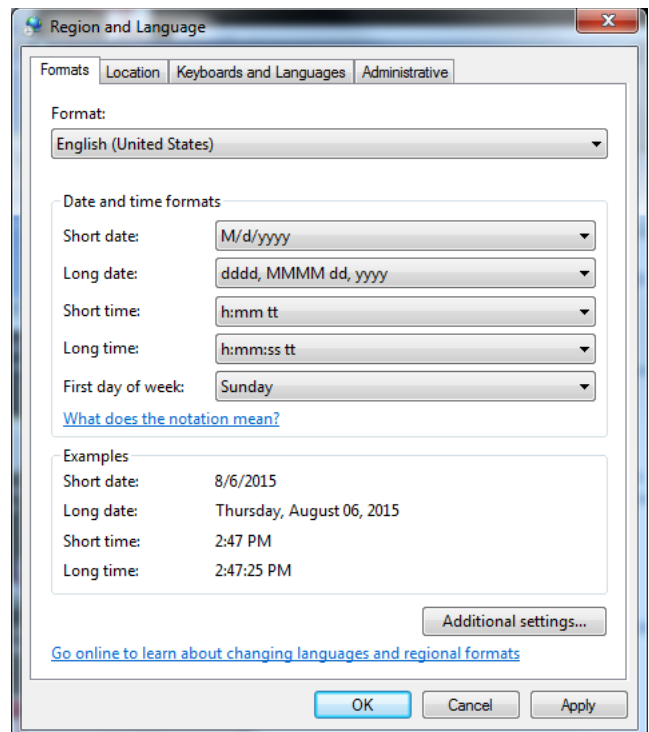 Region and Language
Formats Location Keyboards and Languages Administrative
Format:
English (United States)
Date and time formats
Short date: M/d/yyyy
Long date: dddd, MMMM dd, yyyy
Short time: h:mm tt
Long time: h:mm:ss tt
First day of week: Sunday
What does the notation mean?
Examples
Short date: 8/6/2015
Long date: Thursday, August 06, 2015
Short time: 2:47 PM
Long time: 2:47:25 PM
Additional settings...
Go online to learn about changing languages and regional formats
OK Cancel Apply